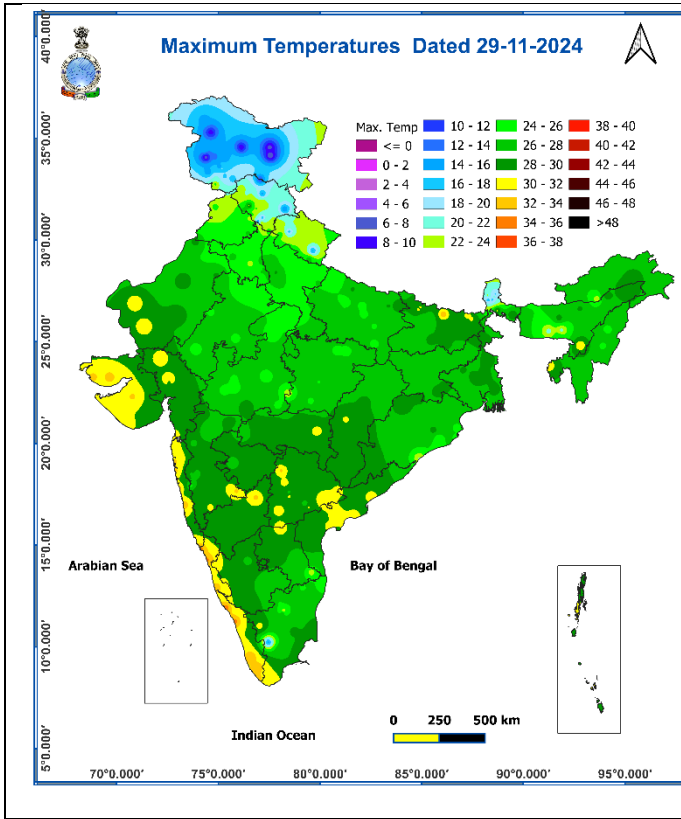 Maximum Temperatures Dated 29-11-2024
Max. Temp
<= 0
0 - 2
2 - 4
4 - 6
6 - 8
8 - 10
10 - 12
12 - 14
14 - 16
16 - 18
18 - 20
20 - 22
22 - 24
24 - 26
26 - 28
28 - 30
30 - 32
32 - 34
34 - 36
36 - 38
38 - 40
40 - 42
42 - 44
44 - 46
46 - 48
>48
40°0.000'
35°0.000'
30°0.000'
25°0.000'
20°0.000'
15°0.000'
10°0.000'
5°0.000'
Arabian Sea
Bay of Bengal
Indian Ocean
0 250 500 km
70°0.000' 75°0.000' 80°0.000' 85°0.000' 90°0.000' 95°0.000'